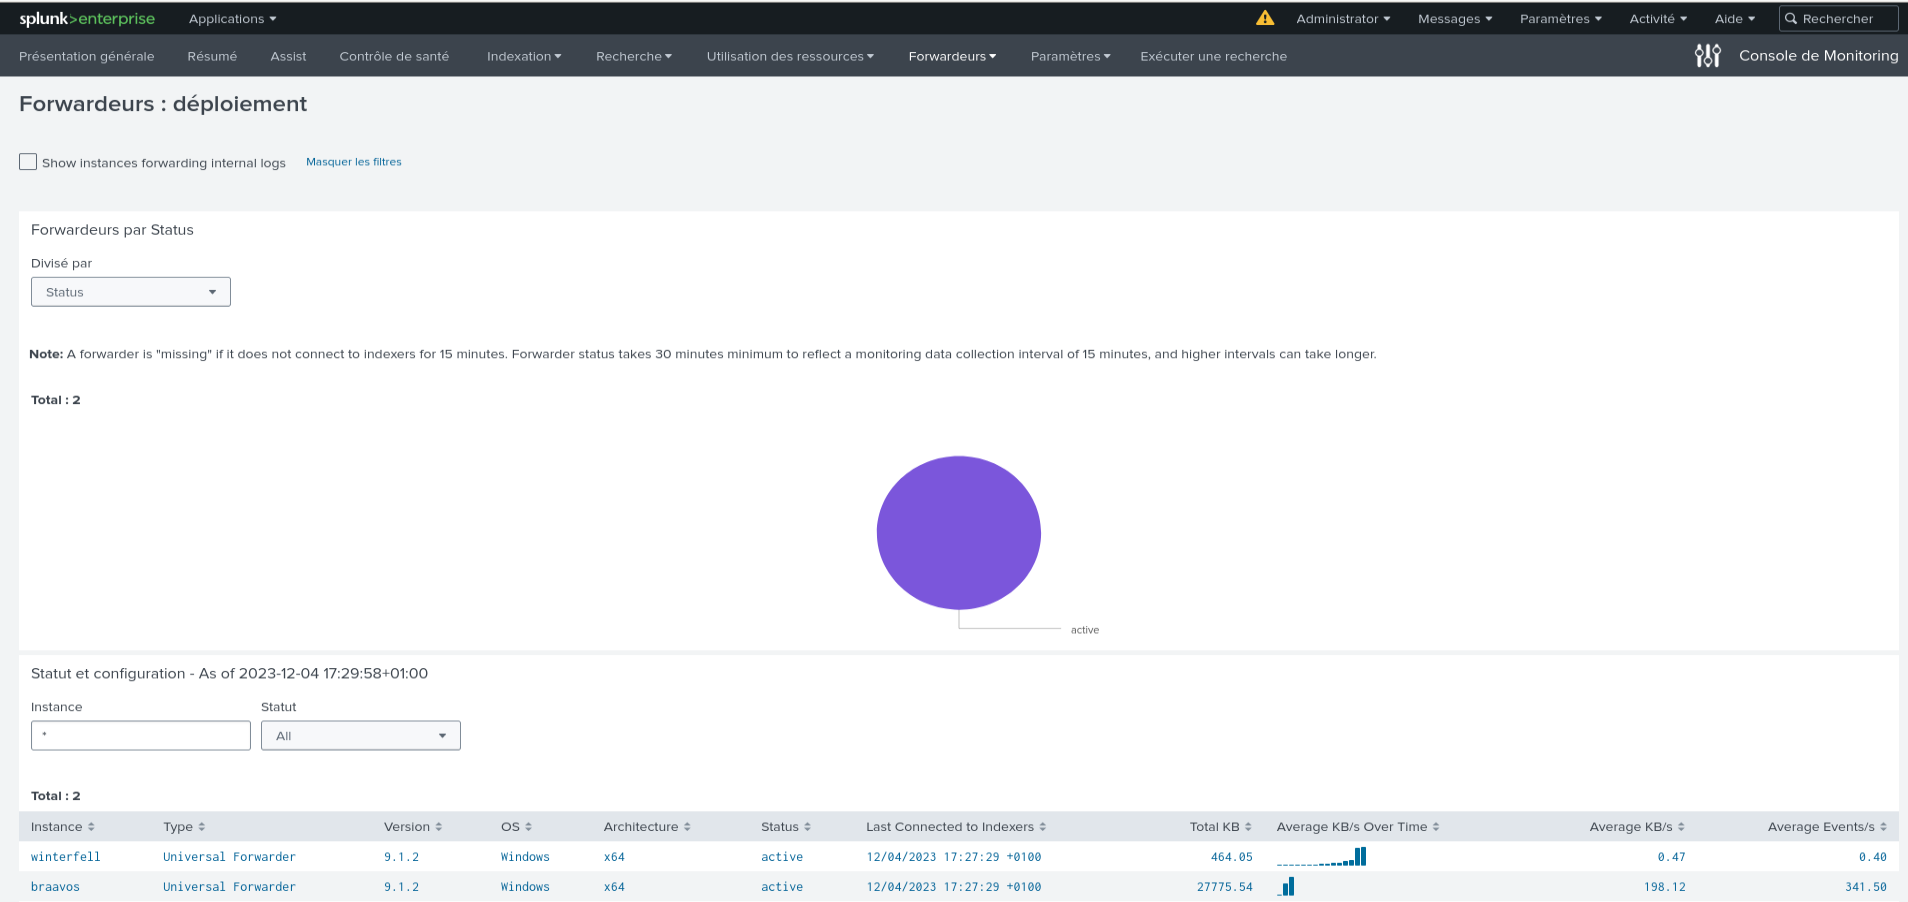 splunk>enterprise Applications Administrator Messages Paramètres Activité Aide Rechercher
Présentation générale Résumé Assist Contrôle de santé Indexation Recherche Utilisation des ressources Forwardeurs Paramètres Exécuter une recherche Console de Monitoring
Forwardeurs : déploiement
Show instances forwarding internal logs Masquer les filtres
Forwardeurs par Status
Divisé par
Status
Note: A forwarder is "missing" if it does not connect to indexers for 15 minutes. Forwarder status takes 30 minutes minimum to reflect a monitoring data collection interval of 15 minutes, and higher intervals can take longer.
Total : 2
active
Statut et configuration - As of 2023-12-04 17:29:58+01:00
Instance Statut
* All
Total : 2
Instance Type Version OS Architecture Status Last Connected to Indexers Total KB Average KB/s Over Time Average KB/s Average Events/s
winterfell Universal Forwarder 9.1.2 Windows x64 active 12/04/2023 17:27:29 +0100 464.05 0.47 0.40
braavos Universal Forwarder 9.1.2 Windows x64 active 12/04/2023 17:27:29 +0100 27775.54 198.12 341.50